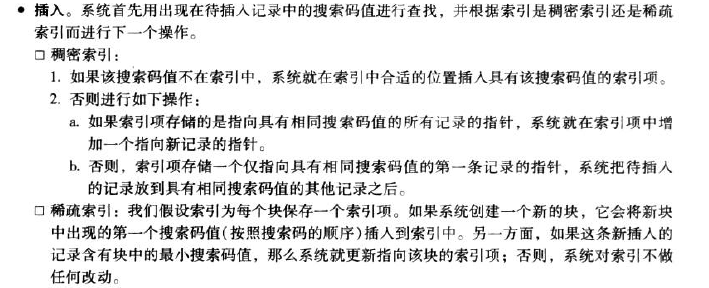 ● 插入。系统首先用出现在待插入记录中的搜索码值进行查找，并根据索引是稠密索引还是稀疏
索引而进行下一个操作。
□ 稠密索引：
1. 如果该搜索码值不在索引中，系统就在索引中合适的位置插入具有该搜索码值的索引项。
2. 否则进行如下操作：
a. 如果索引项存储的是指向具有相同搜索码值的所有记录的指针，系统就在索引项中增
加一个指向新记录的指针。
b. 否则，索引项存储一个仅指向具有相同搜索码值的第一条记录的指针，系统把待插入
的记录放到具有相同搜索码值的其他记录之后。
□ 稀疏索引：我们假设索引为每个块保存一个索引项。如果系统创建一个新的块，它会将新块
中出现的第一个搜索码值(按照搜索码的顺序)插入到索引中。另一方面，如果这条新插入的
记录含有块中的最小搜索码值，那么系统就更新指向该块的索引项；否则，系统对索引不做
任何改动。